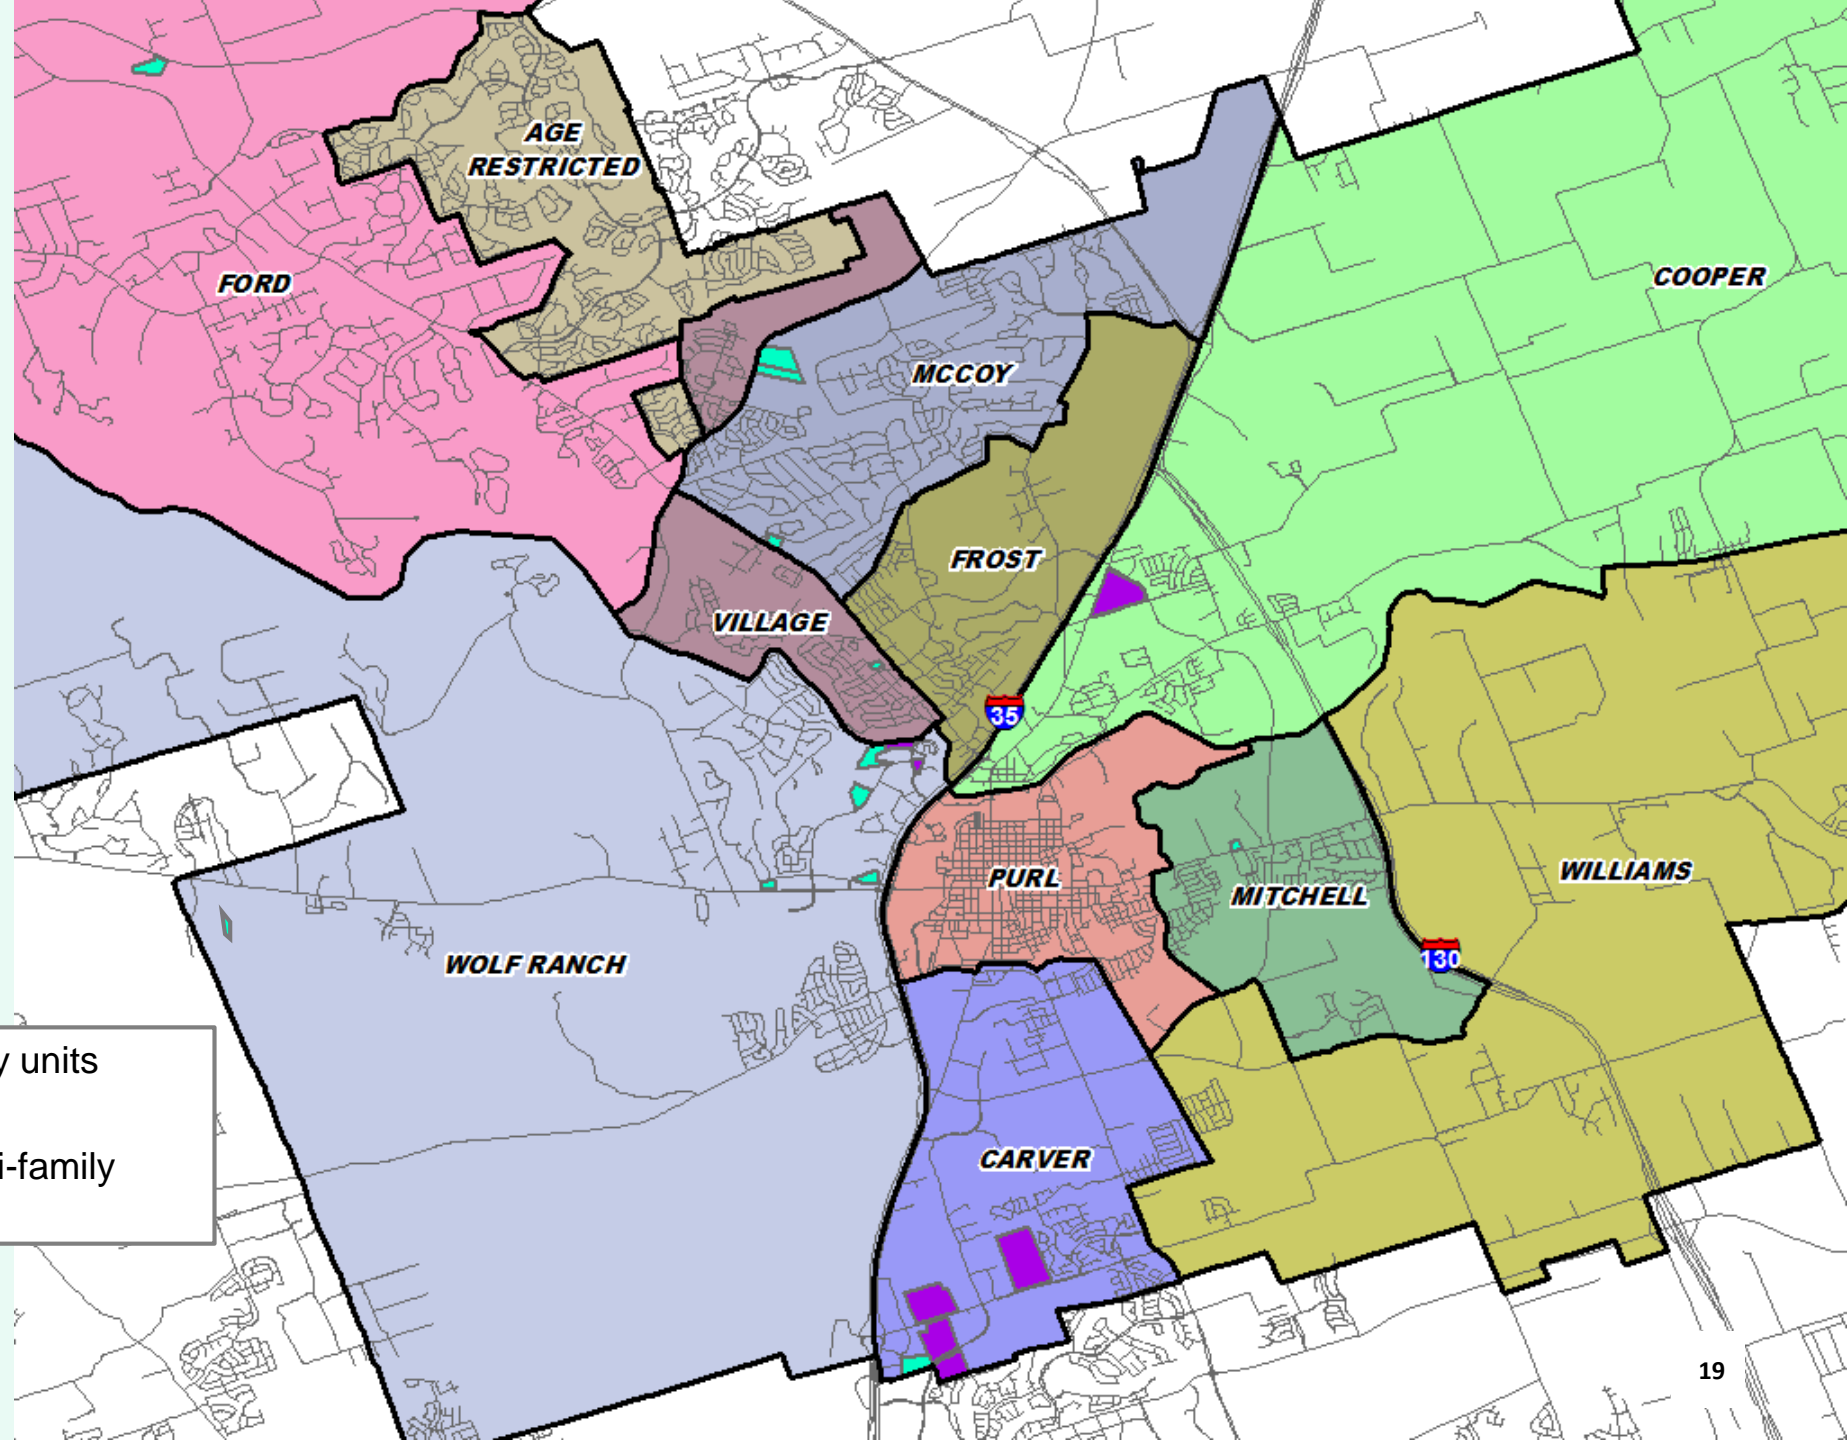 AGE
RESTRICTED
FORD
COOPER
MCCOY
FROST
VILLAGE
35
PURL
WILLIAMS
MITCHELL
130
WOLF RANCH
y units
CARVER
i-family
19